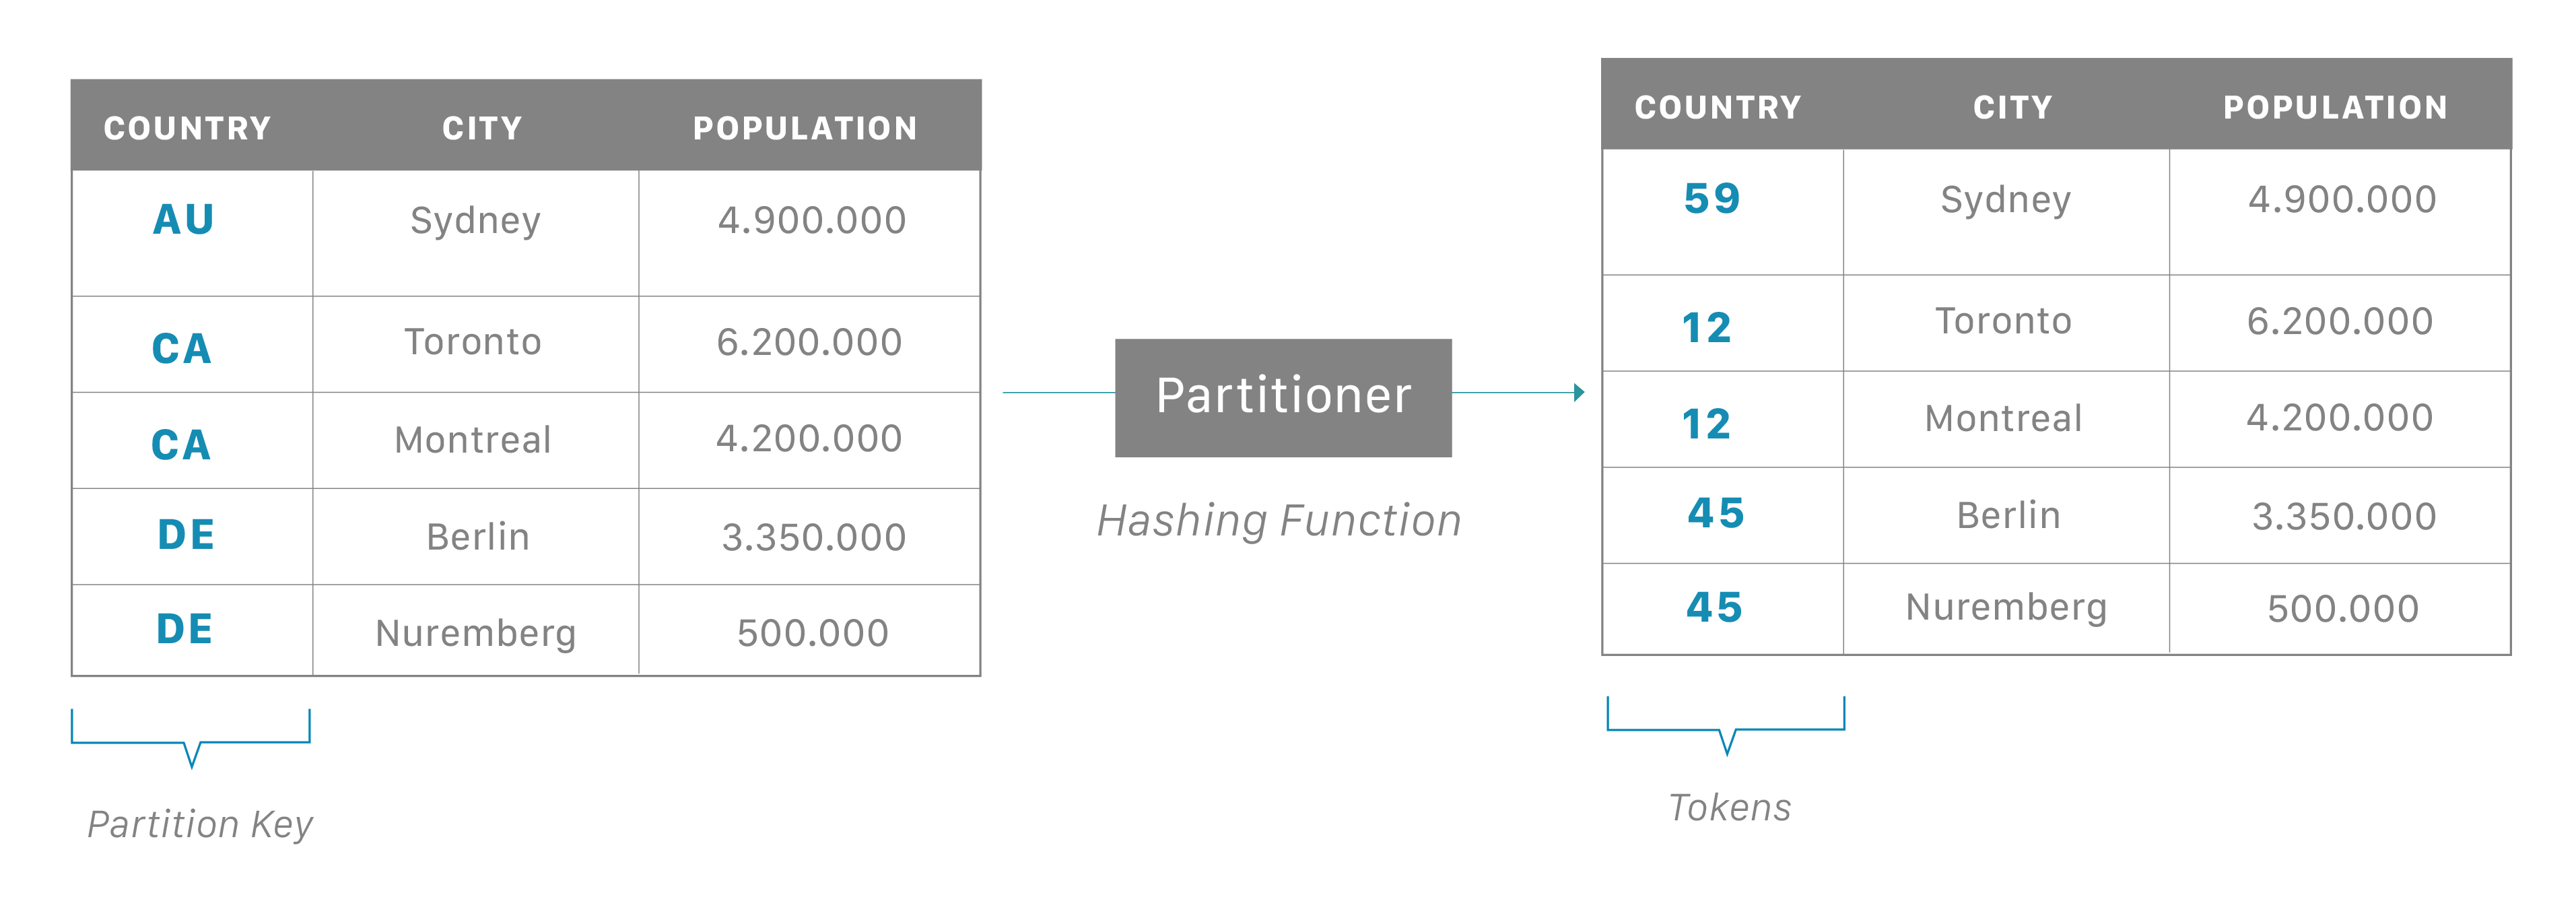 COUNTRY CITY POPULATION
AU Sydney 4.900.000
CA Toronto 6.200.000
CA Montreal 4.200.000
DE Berlin 3.350.000
DE Nuremberg 500.000
Partition Key
Partitioner
Hashing Function
COUNTRY CITY POPULATION
59 Sydney 4.900.000
12 Toronto 6.200.000
12 Montreal 4.200.000
45 Berlin 3.350.000
45 Nuremberg 500.000
Tokens